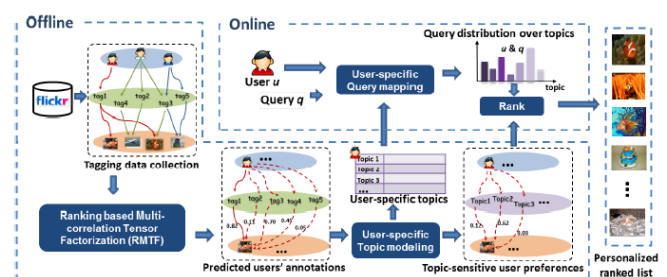 Offline
Online
flickr
tag1
tag2
tag5
tag4
tag3
Tagging data collection
User u
Query q
User-specific
Query mapping
Query distribution over topics
u & q
topic
Rank
Ranking based Multi-
correlation Tensor
Factorization (RMTF)
...
tag1
tag2
tag3
tag4
tag5
0.82
0.11
0.70
0.41
0.05
...
Predicted users' annotations
Topic 1
Topic 2
Topic 3
...
User-specific topics
User-specific
Topic modeling
...
Topic1
Topic2
Topic3
...
0.12
0.62
0.03
...
Topic-sensitive user preferences
Personalized
ranked list